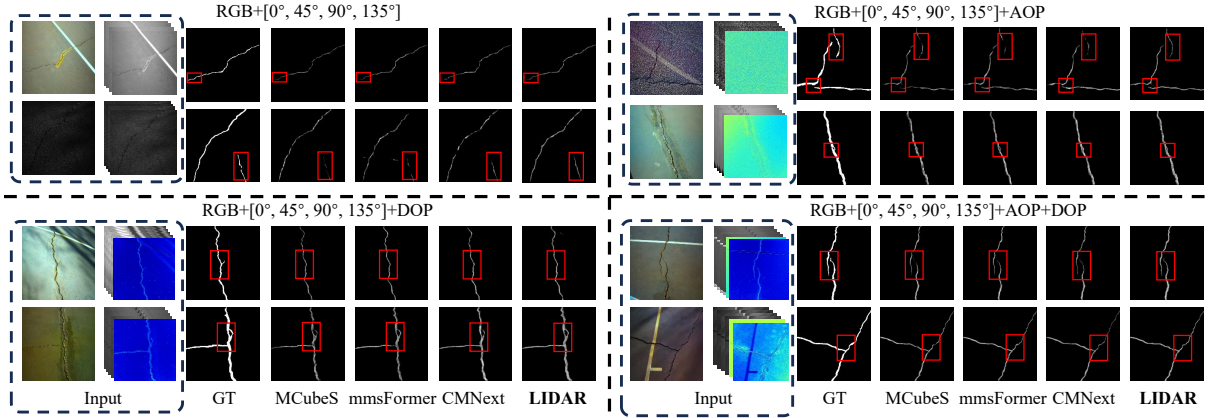 RGB+[0°, 45°, 90°, 135°]
RGB+[0°, 45°, 90°, 135°]+AOP
RGB+[0°, 45°, 90°, 135°]+DOP
RGB+[0°, 45°, 90°, 135°]+AOP+DOP
Input GT MCubeS mmsFormer CMNext LIDAR
Input GT MCubeS mmsFormer CMNext LIDAR